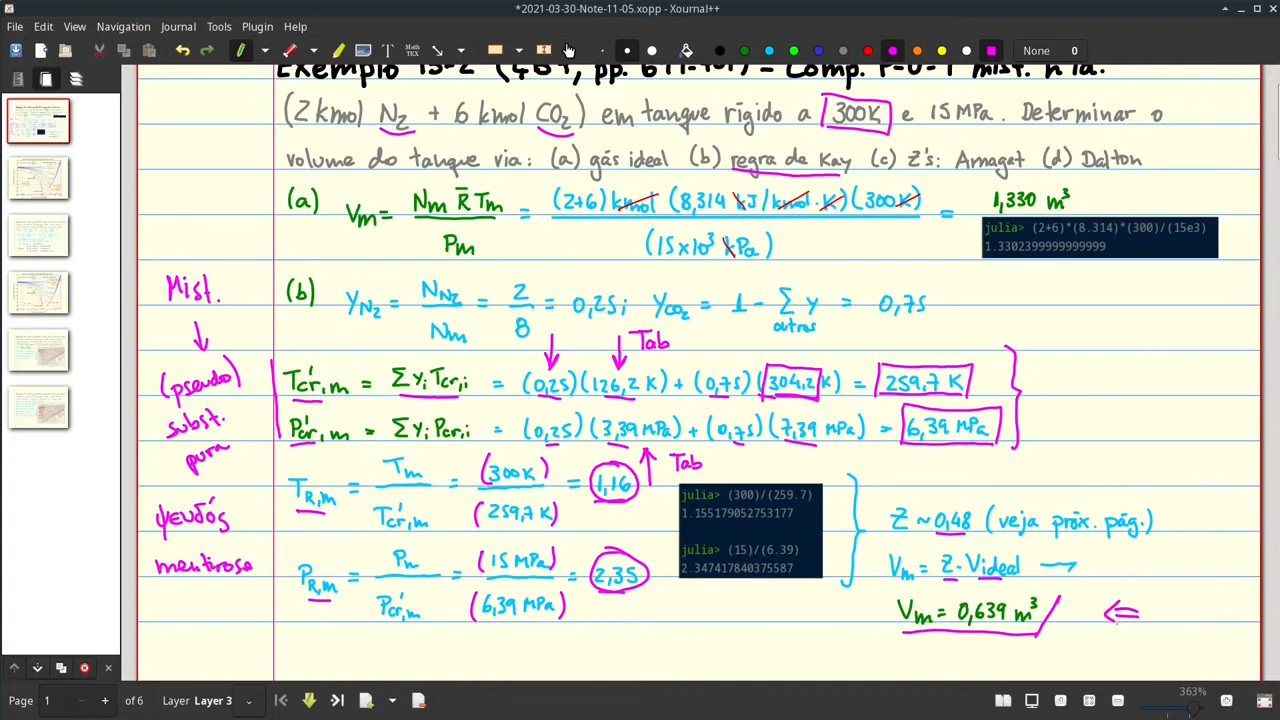 *2021-03-30-Note-11-05.xopp - Xournal++
File Edit View Navigation Journal Tools Plugin Help
None 0
(2 kmol N₂ + 6 kmol CO₂) em tanque rígido a 300K e 15 MPa. Determinar o
volume do tanque via: (a) gás ideal (b) regra de Kay (c) Z's: Amagat (d) Dalton
(a) Vm = Nm R̄ Tm / Pm = (2+6) kmol (8,314 kJ/kmol·K)(300K) / (15x10³ kPa) = 1,330 m³
julia> (2+6)*(8.314)*(300)/(15e3)
1.3302399999999999
Mist.
(b) yN₂ = NN₂ / Nm = 2 / 8 = 0,25; yCO₂ = 1 - Σ y outros = 0,75
Tab
(pseudo) subst. pura
T'cr,m = Σ yi Tcr,i = (0,25)(126,2 K) + (0,75)(304,2 K) = 259,7 K
P'cr,m = Σ yi Pcr,i = (0,25)(3,39 MPa) + (0,75)(7,39 MPa) = 6,39 MPa
Tab
TR,m = Tm / T'cr,m = (300K) / (259,7 K) = 1,16
julia> (300)/(259.7)
1.155179052753177
julia> (15)/(6.39)
2.347417840375587
ψευδός
mentirosa
PR,m = Pm / P'cr,m = (15 MPa) / (6,39 MPa) = 2,35
Z ~ 0,48 (veja próx. pág.)
Vm = Z · Videal →
Vm = 0,639 m³ ⇐
Page 1 of 6 Layer Layer 3
363%